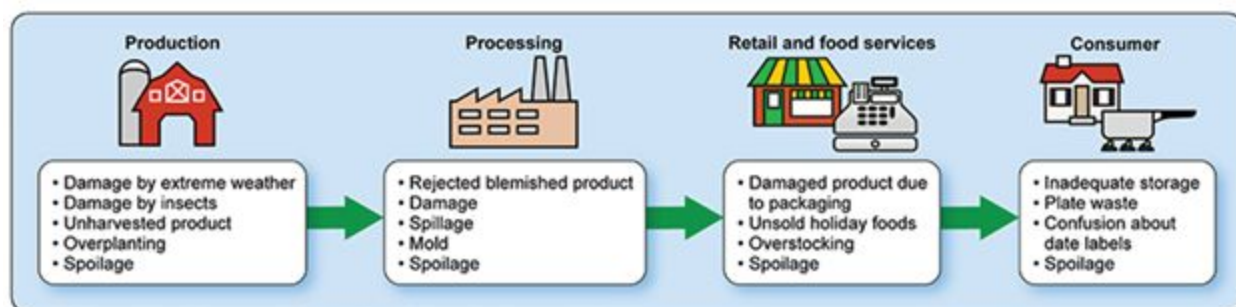 Production
• Damage by extreme weather
• Damage by insects
• Unharvested product
• Overplanting
• Spoilage
Processing
• Rejected blemished product
• Damage
• Spillage
• Mold
• Spoilage
Retail and food services
• Damaged product due
to packaging
• Unsold holiday foods
• Overstocking
• Spoilage
Consumer
• Inadequate storage
• Plate waste
• Confusion about
date labels
• Spoilage